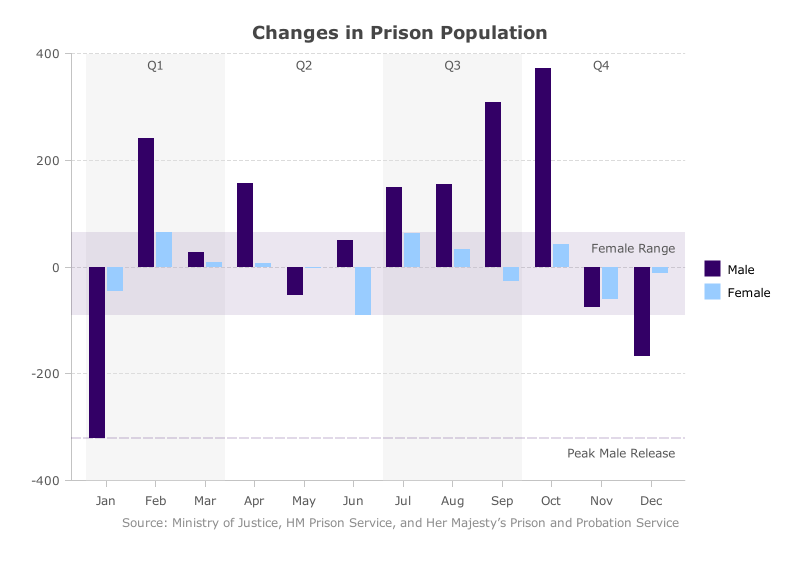 Changes in Prison Population
400
Q1 Q2 Q3 Q4
200
Female Range
0
Male
Female
-200
Peak Male Release
-400
Jan Feb Mar Apr May Jun Jul Aug Sep Oct Nov Dec
Source: Ministry of Justice, HM Prison Service, and Her Majesty’s Prison and Probation Service